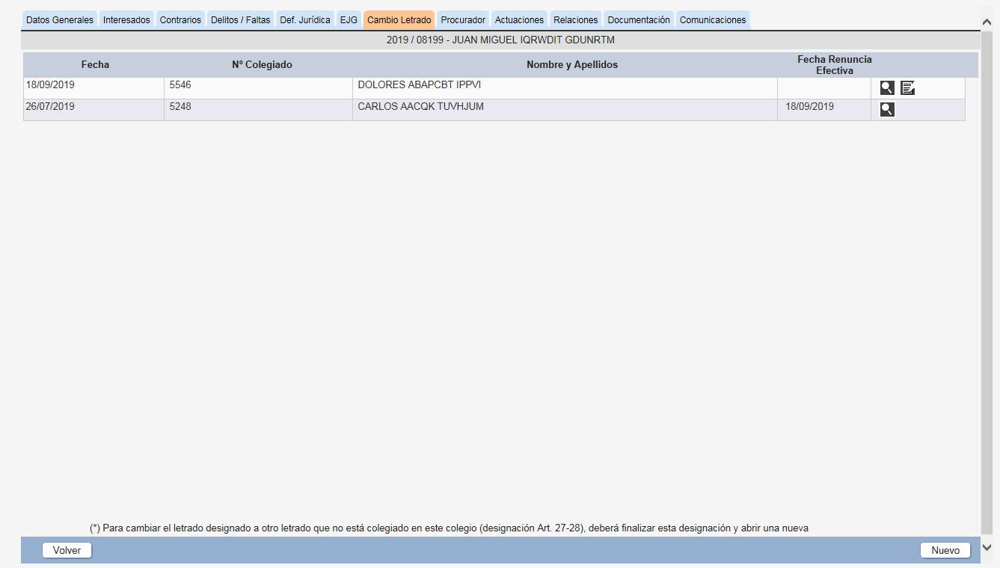 Datos Generales Interesados Contrarios Delitos / Faltas Def. Jurídica EJG Cambio Letrado Procurador Actuaciones Relaciones Documentación Comunicaciones
2019 / 08199 - JUAN MIGUEL IQRWDIT GDUNRTM
Fecha Nº Colegiado Nombre y Apellidos Fecha Renuncia
Efectiva
18/09/2019 5546 DOLORES ABAPCBT IPPVI
26/07/2019 5248 CARLOS AACQK TUVHJUM 18/09/2019
(*) Para cambiar el letrado designado a otro letrado que no está colegiado en este colegio (designación Art. 27-28), deberá finalizar esta designación y abrir una nueva
Volver Nuevo